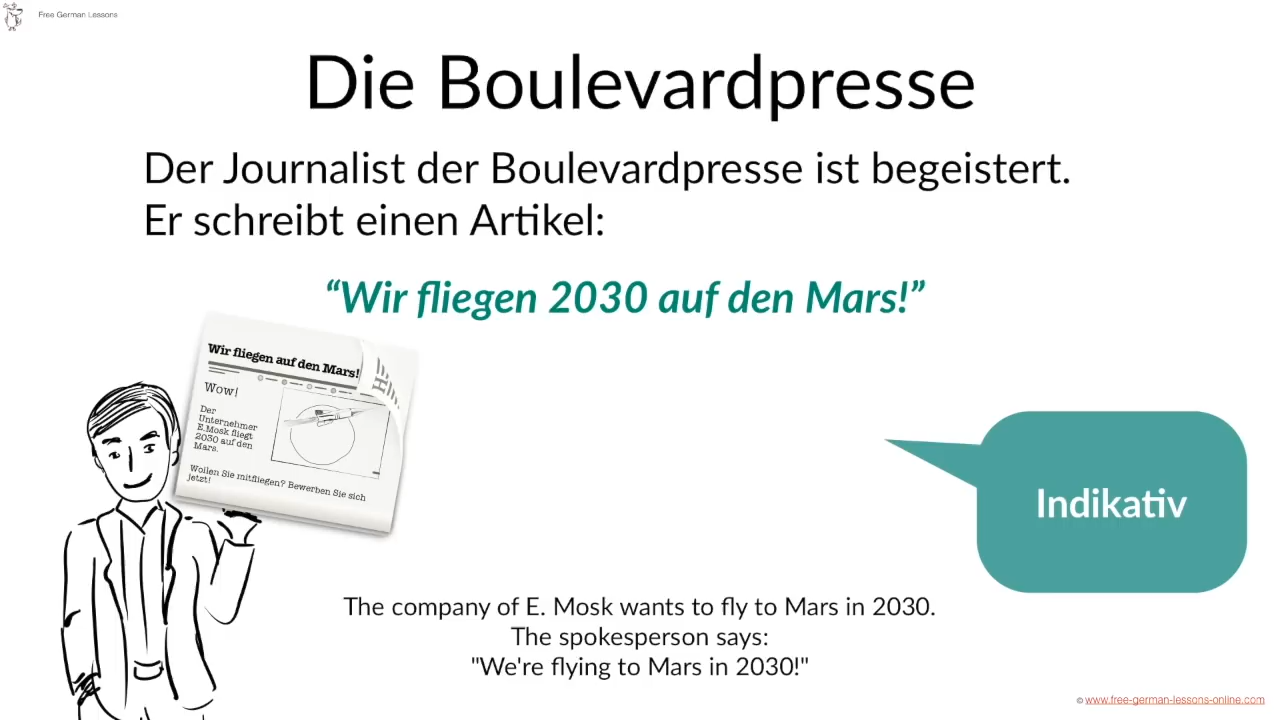 Free German Lessons
Die Boulevardpresse
Der Journalist der Boulevardpresse ist begeistert.
Er schreibt einen Artikel:
“Wir fliegen 2030 auf den Mars!”
Wir fliegen auf den Mars!
Wow!
Der
Unternehmer
E.Mosk fliegt
2030 auf den
Mars.
Wollen Sie mitfliegen? Bewerben Sie sich
jetzt!
Indikativ
The company of E. Mosk wants to fly to Mars in 2030.
The spokesperson says:
"We're flying to Mars in 2030!"
© www.free-german-lessons-online.com